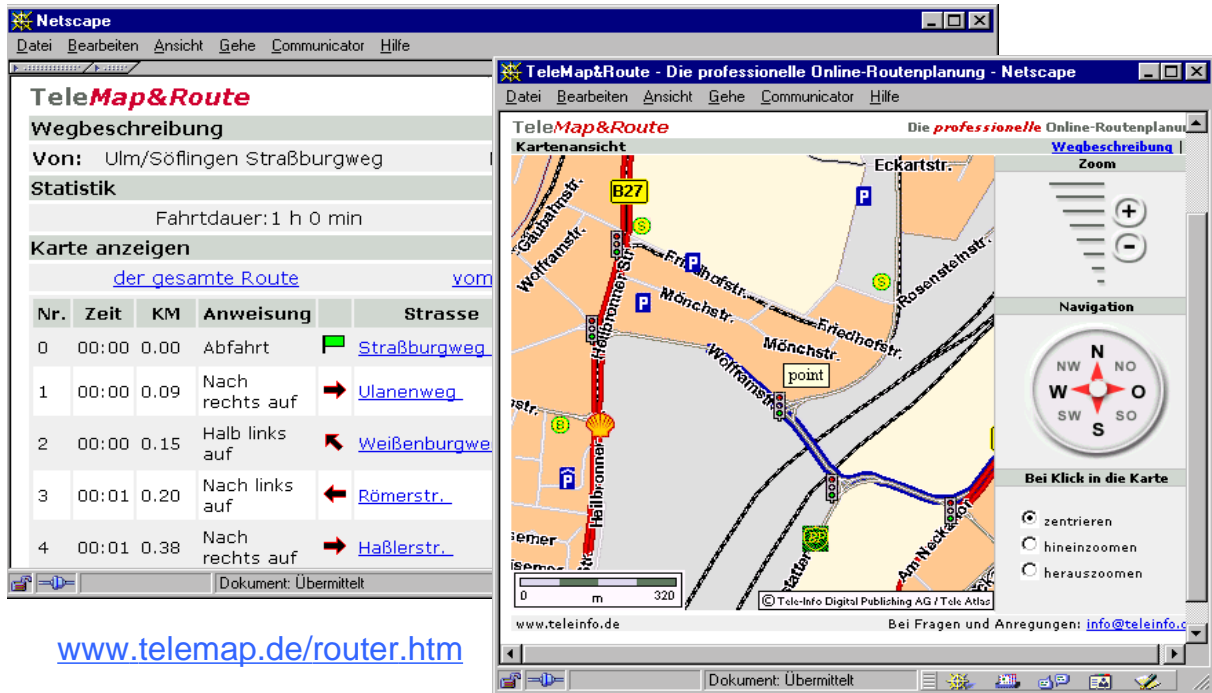 Netscape
Datei Bearbeiten Ansicht Gehe Communicator Hilfe
TeleMap&Route
Wegbeschreibung
Von: Ulm/Söflingen Straßburgweg
Statistik
Fahrtdauer: 1 h 0 min
Karte anzeigen
der gesamte Route vom
Nr. Zeit KM Anweisung Strasse
0 00:00 0.00 Abfahrt Straßburgweg
1 00:00 0.09 Nach rechts auf Ulanenweg
2 00:00 0.15 Halb links auf Weißenburgwe
3 00:01 0.20 Nach links auf Römerstr.
4 00:01 0.38 Nach rechts auf Haßlerstr.
Dokument: Übermittelt
www.telemap.de/router.htm
TeleMap&Route - Die professionelle Online-Routenplanung - Netscape
Datei Bearbeiten Ansicht Gehe Communicator Hilfe
TeleMap&Route Die professionelle Online-Routenplanu
Kartenansicht Wegbeschreibung |
Eckartstr.
B27
P
Gäubahnstr.
Wolframstr.
S
Friedhofstr.
P
P
Mönchstr.
S
Rosensteinstr.
Heilbronner Str
Friedhofstr.
Mönchstr.
Wolframstr.
point
str.
S
Heilbronner
P
Heilbronner
P+R
emer
isemer
statter
Am Neckar
0 m 320
© Tele-Info Digital Publishing AG / Tele Atlas
Zoom
+
−
Navigation
N
NW NO
W O
SW SO
S
Bei Klick in die Karte
zentrieren
hineinzoomen
herauszoomen
www.teleinfo.de Bei Fragen und Anregungen: info@teleinfo.
Dokument: Übermittelt